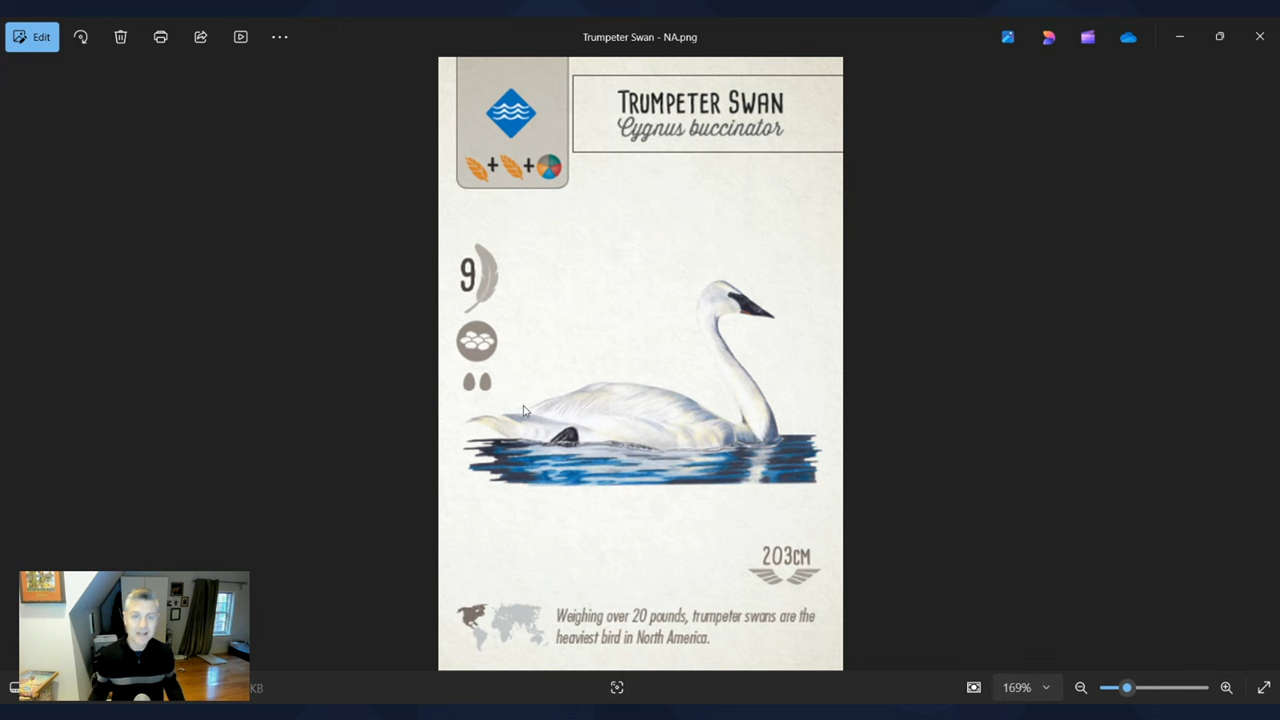 Edit
Trumpeter Swan - NA.png
Trumpeter Swan
Cygnus buccinator
+ +
9
203cm
Weighing over 20 pounds, trumpeter swans are the
heaviest bird in North America.
KB
169%